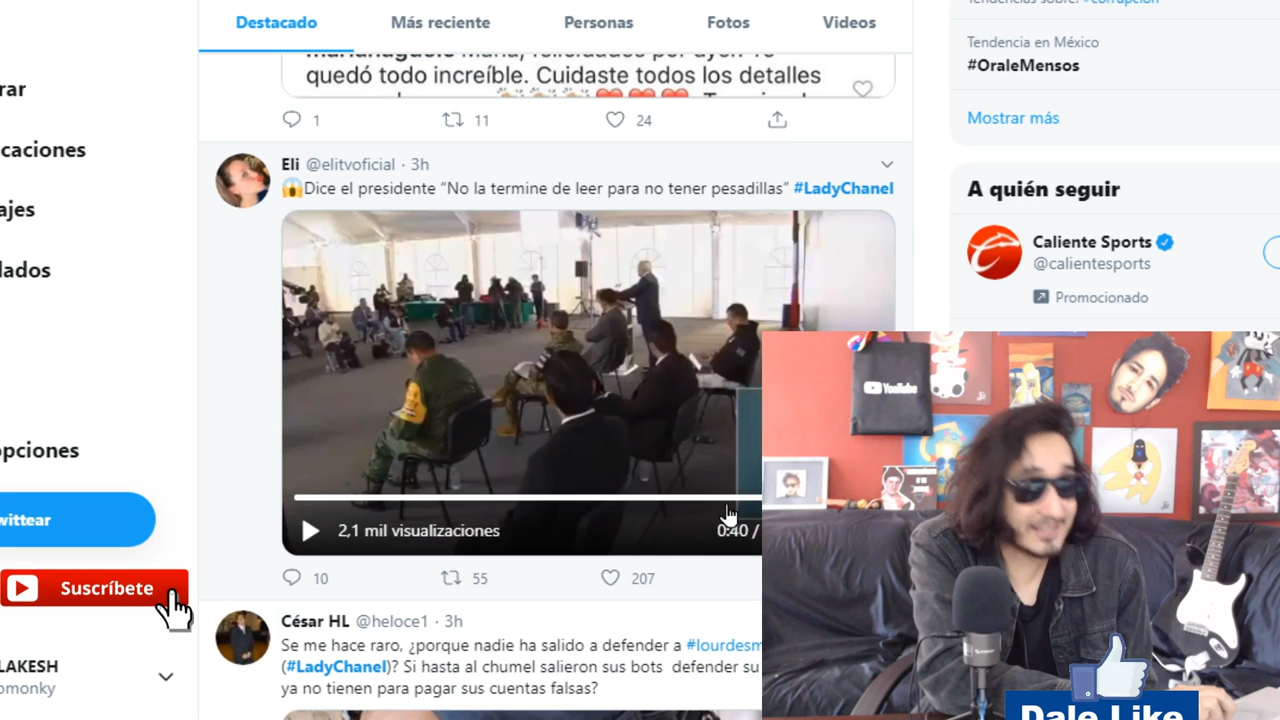 Destacado
Más reciente
Personas
Fotos
Videos
quedó todo increíble. Cuidaste todos los detalles
1
11
24
Eli @elitvoficial · 3h
😱Dice el presidente “No la termine de leer para no tener pesadillas” #LadyChanel
2,1 mil visualizaciones
0:40 /
10
55
207
César HL @heloce1 · 3h
Se me hace raro, ¿porque nadie ha salido a defender a #lourdesm
(#LadyChanel)? Si hasta al chumel salieron sus bots defender su
ya no tienen para pagar sus cuentas falsas?
rar
caciones
ajes
lados
opciones
wittear
Suscríbete
LAKESH
omonky
Tendencias sobre: #corrupción
Tendencia en México
#OraleMensos
Mostrar más
A quién seguir
Caliente Sports
@calientesports
Promocionado
YouTube
Dale Like